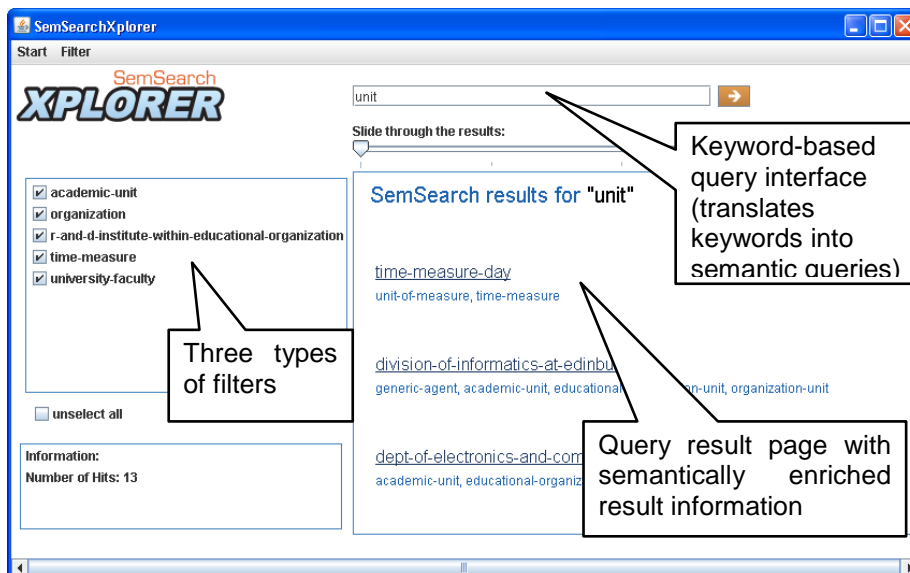 SemSearchXplorer
Start Filter
SemSearch
XPLORER
unit
Slide through the results:
Keyword-based
query interface
(translates
keywords into
semantic queries)
academic-unit
organization
r-and-d-institute-within-educational-organization
time-measure
university-faculty
unselect all
Three types
of filters
Information:
Number of Hits: 13
SemSearch results for "unit"
time-measure-day
unit-of-measure, time-measure
division-of-informatics-at-edinbu
generic-agent, academic-unit, educational n-unit, organization-unit
dept-of-electronics-and-com
academic-unit, educational-organiz
Query result page with
semantically enriched
result information